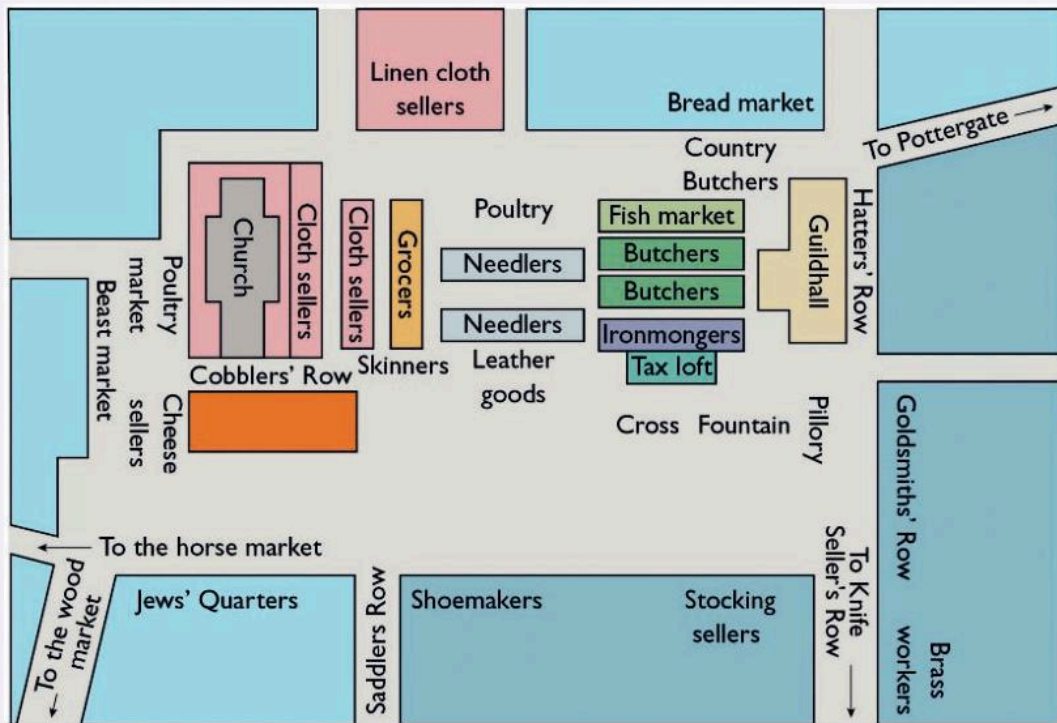 Linen cloth
sellers
Bread market
To Pottergate
Country
Butchers
Church
Cloth sellers
Cloth sellers
Grocers
Poultry
Fish market
Needlers
Butchers
Guildhall
Hatters' Row
Poultry
market
Beast market
Butchers
Needlers
Ironmongers
Skinners
Leather
goods
Tax loft
Cobblers' Row
Cheese
sellers
Cross
Fountain
Pillory
Goldsmiths' Row
To the horse market
To the wood
market
Jews' Quarters
Saddlers Row
Shoemakers
Stocking
sellers
To Knife
Seller's Row
Brass
workers